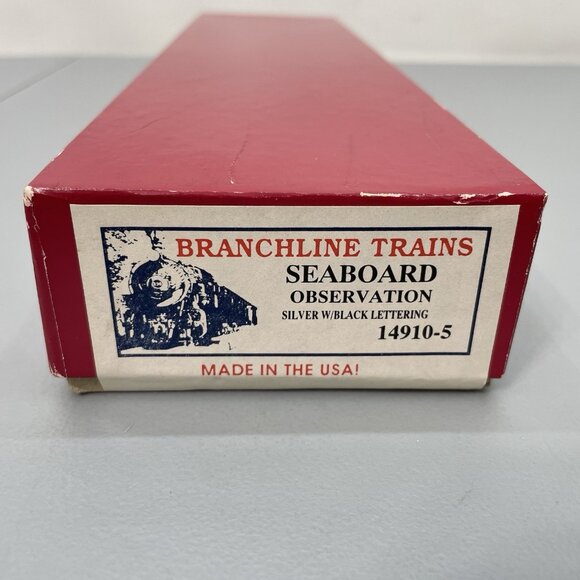 BRANCHLINE TRAINS
SEABOARD
OBSERVATION
SILVER W/BLACK LETTERING
14910-5
MADE IN THE USA!